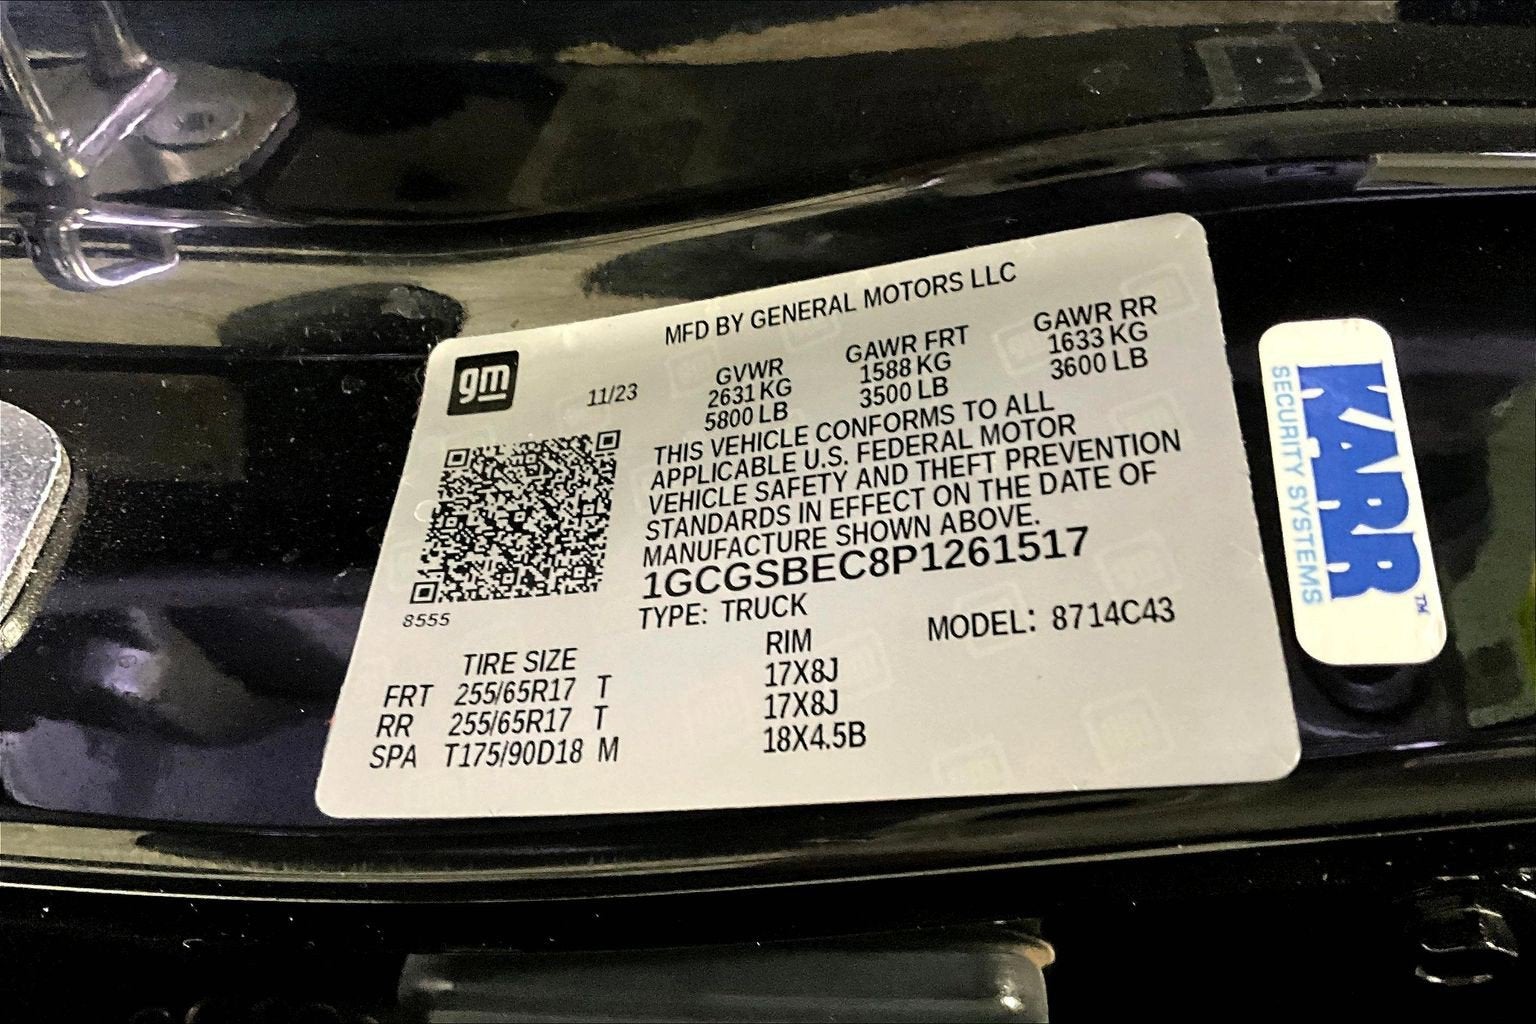 MFD BY GENERAL MOTORS LLC
gm
11/23
GVWR GAWR FRT GAWR RR
2631 KG 1588 KG 1633 KG
5800 LB 3500 LB 3600 LB
THIS VEHICLE CONFORMS TO ALL
APPLICABLE U.S. FEDERAL MOTOR
VEHICLE SAFETY AND THEFT PREVENTION
STANDARDS IN EFFECT ON THE DATE OF
MANUFACTURE SHOWN ABOVE.
1GCGSBEC8P1261517
8555
TYPE: TRUCK MODEL: 8714C43
TIRE SIZE RIM
FRT 255/65R17 T 17X8J
RR 255/65R17 T 17X8J
SPA T175/90D18 M 18X4.5B
KARR™
SECURITY SYSTEMS